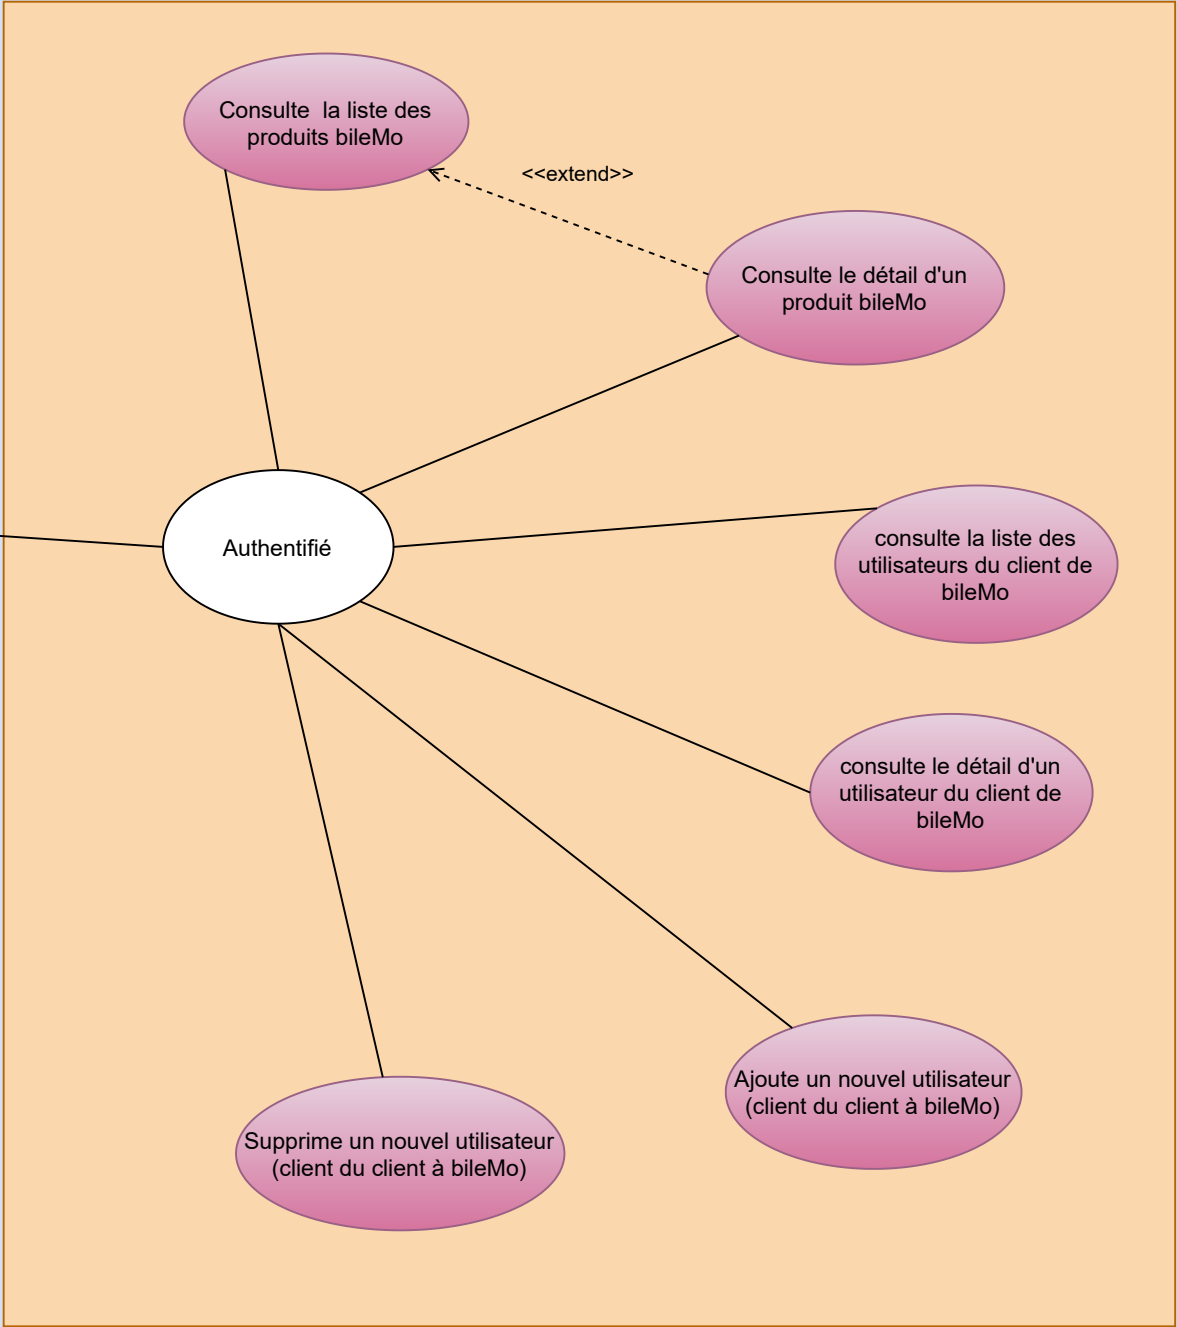 Consulte  la liste des
produits bileMo
<<extend>>
Consulte le détail d'un
produit bileMo
Authentifié
consulte la liste des
utilisateurs du client de
bileMo
consulte le détail d'un
utilisateur du client de
bileMo
Ajoute un nouvel utilisateur
(client du client à bileMo)
Supprime un nouvel utilisateur
(client du client à bileMo)